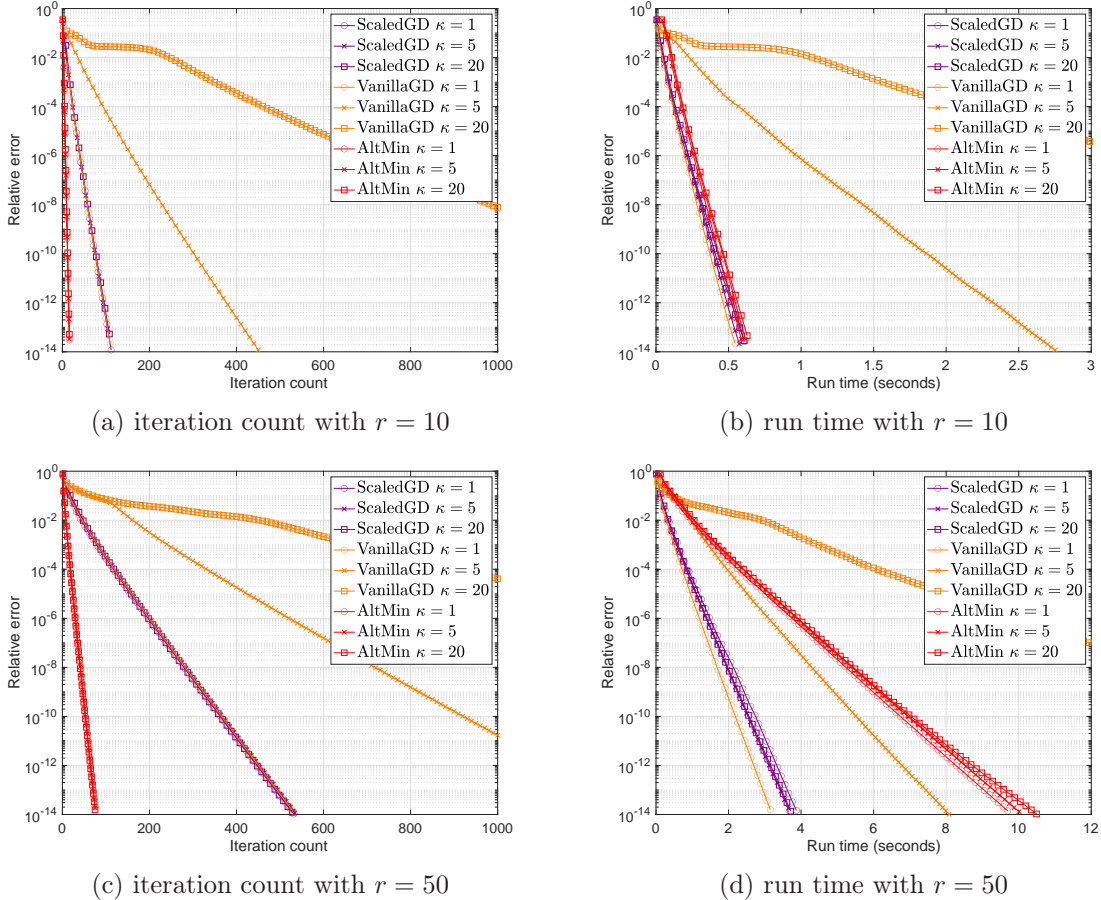 10^0
10^-2
10^-4
10^-6
10^-8
10^-10
10^-12
10^-14
Relative error
0 200 400 600 800 1000
Iteration count
ScaledGD κ = 1
ScaledGD κ = 5
ScaledGD κ = 20
VanillaGD κ = 1
VanillaGD κ = 5
VanillaGD κ = 20
AltMin κ = 1
AltMin κ = 5
AltMin κ = 20
(a) iteration count with r = 10
10^0
10^-2
10^-4
10^-6
10^-8
10^-10
10^-12
10^-14
Relative error
0 0.5 1 1.5 2 2.5 3
Run time (seconds)
ScaledGD κ = 1
ScaledGD κ = 5
ScaledGD κ = 20
VanillaGD κ = 1
VanillaGD κ = 5
VanillaGD κ = 20
AltMin κ = 1
AltMin κ = 5
AltMin κ = 20
(b) run time with r = 10
10^0
10^-2
10^-4
10^-6
10^-8
10^-10
10^-12
10^-14
Relative error
0 200 400 600 800 1000
Iteration count
ScaledGD κ = 1
ScaledGD κ = 5
ScaledGD κ = 20
VanillaGD κ = 1
VanillaGD κ = 5
VanillaGD κ = 20
AltMin κ = 1
AltMin κ = 5
AltMin κ = 20
(c) iteration count with r = 50
10^0
10^-2
10^-4
10^-6
10^-8
10^-10
10^-12
10^-14
Relative error
0 2 4 6 8 10 12
Run time (seconds)
ScaledGD κ = 1
ScaledGD κ = 5
ScaledGD κ = 20
VanillaGD κ = 1
VanillaGD κ = 5
VanillaGD κ = 20
AltMin κ = 1
AltMin κ = 5
AltMin κ = 20
(d) run time with r = 50